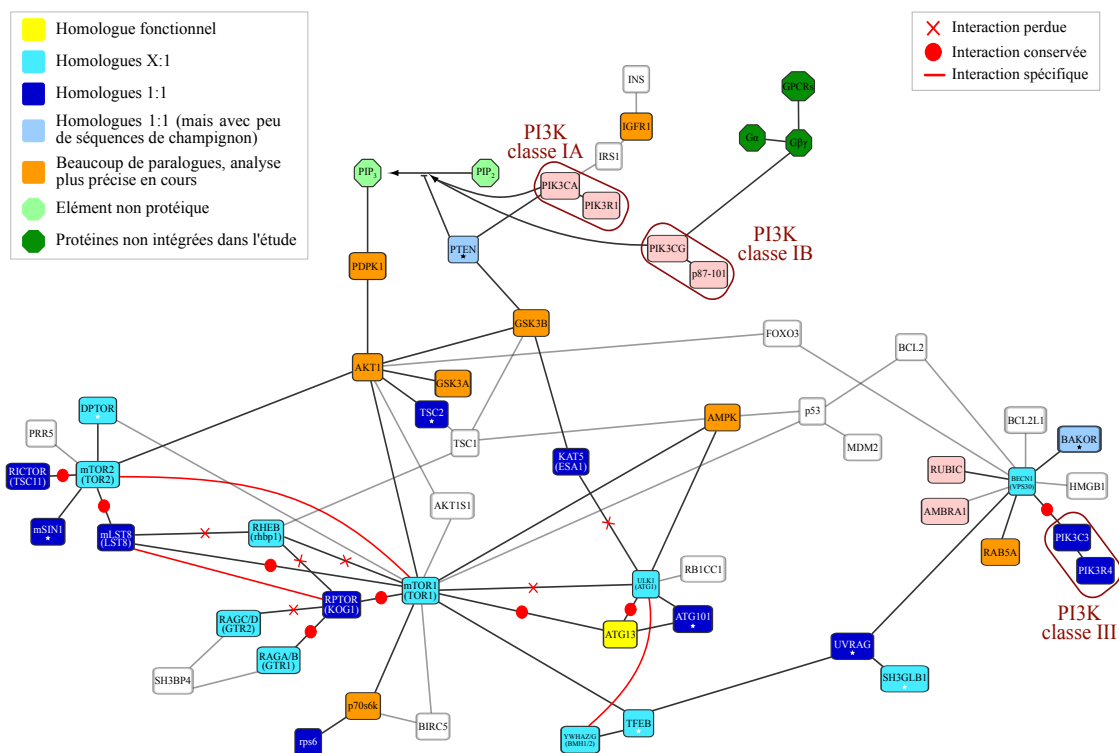 Homologue fonctionnel
Homologues X:1
Homologues 1:1
Homologues 1:1 (mais avec peu
de séquences de champignon)
Beaucoup de paralogues, analyse
plus précise en cours
Elément non protéique
Protéines non intégrées dans l'étude
Interaction perdue
Interaction conservée
Interaction spécifique
INS
IGFR1
IRS1
GPCRs
Gα
Gβγ
PI3K
classe IA
PIP3
PIP2
PIK3CA
PIK3R1
PI3K
classe IB
PIK3CG
p87-101
PTEN
PDPK1
GSK3B
FOXO3
BCL2
AKT1
GSK3A
TSC2
TSC1
AMPK
p53
MDM2
BCL2L1
BAKOR
DPTOR
PRR5
RICTOR
(TSC11)
mTOR2
(TOR2)
KAT5
(ESA1)
RUBIC
BECN1
(VPS30)
HMGB1
AMBRA1
mSIN1
mLST8
(LST8)
RHEB
(rhbp1)
AKT1S1
RAB5A
PIK3C3
PIK3R4
PI3K
classe III
RB1CC1
ULK1
(ATG1)
mTOR1
(TOR1)
RPTOR
(KOG1)
RAGC/D
(GTR2)
RAGA/B
(GTR1)
ATG101
ATG13
UVRAG
SH3GLB1
SH3BP4
p70s6k
BIRC5
rps6
YWHAZ/G
(BMH1/2)
TFEB